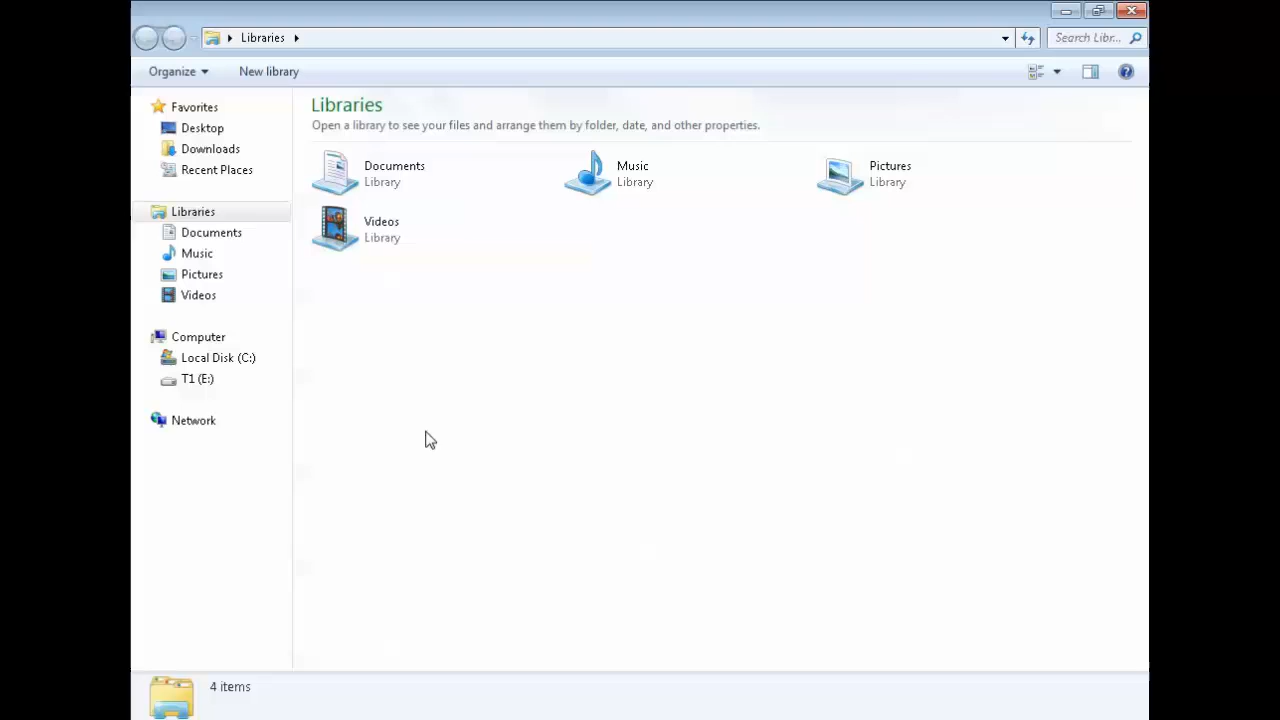 Libraries
Search Libr...
Organize
New library
Favorites
Desktop
Downloads
Recent Places
Libraries
Documents
Music
Pictures
Videos
Computer
Local Disk (C:)
T1 (E:)
Network
Libraries
Open a library to see your files and arrange them by folder, date, and other properties.
Documents
Library
Music
Library
Pictures
Library
Videos
Library
4 items